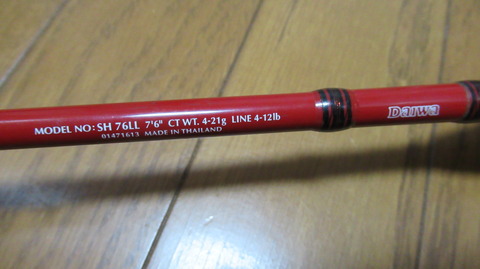 MODEL NO: SH 76LL 7'6" CT WT. 4-21g LINE 4-12lb
01471613 MADE IN THAILAND
Daiwa